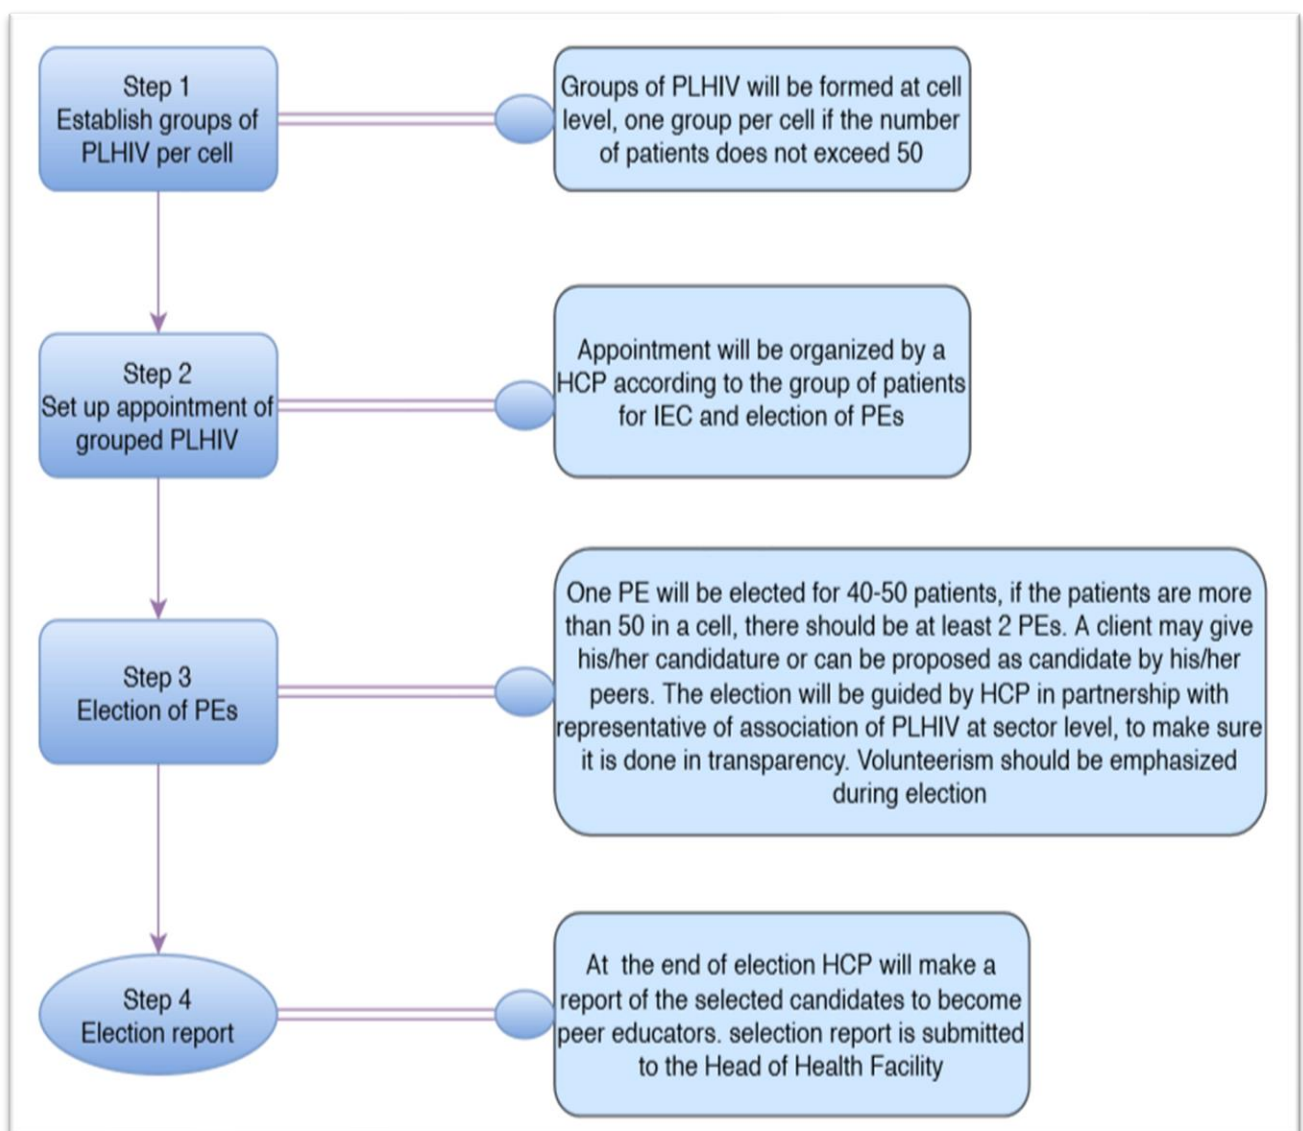 Step 1
Establish groups of
PLHIV per cell
Groups of PLHIV will be formed at cell
level, one group per cell if the number
of patients does not exceed 50
Step 2
Set up appointment of
grouped PLHIV
Appointment will be organized by a
HCP according to the group of patients
for IEC and election of PEs
Step 3
Election of PEs
One PE will be elected for 40-50 patients, if the patients are more
than 50 in a cell, there should be at least 2 PEs. A client may give
his/her candidature or can be proposed as candidate by his/her
peers. The election will be guided by HCP in partnership with
representative of association of PLHIV at sector level, to make sure
it is done in transparency. Volunteerism should be emphasized
during election
Step 4
Election report
At the end of election HCP will make a
report of the selected candidates to become
peer educators. selection report is submitted
to the Head of Health Facility